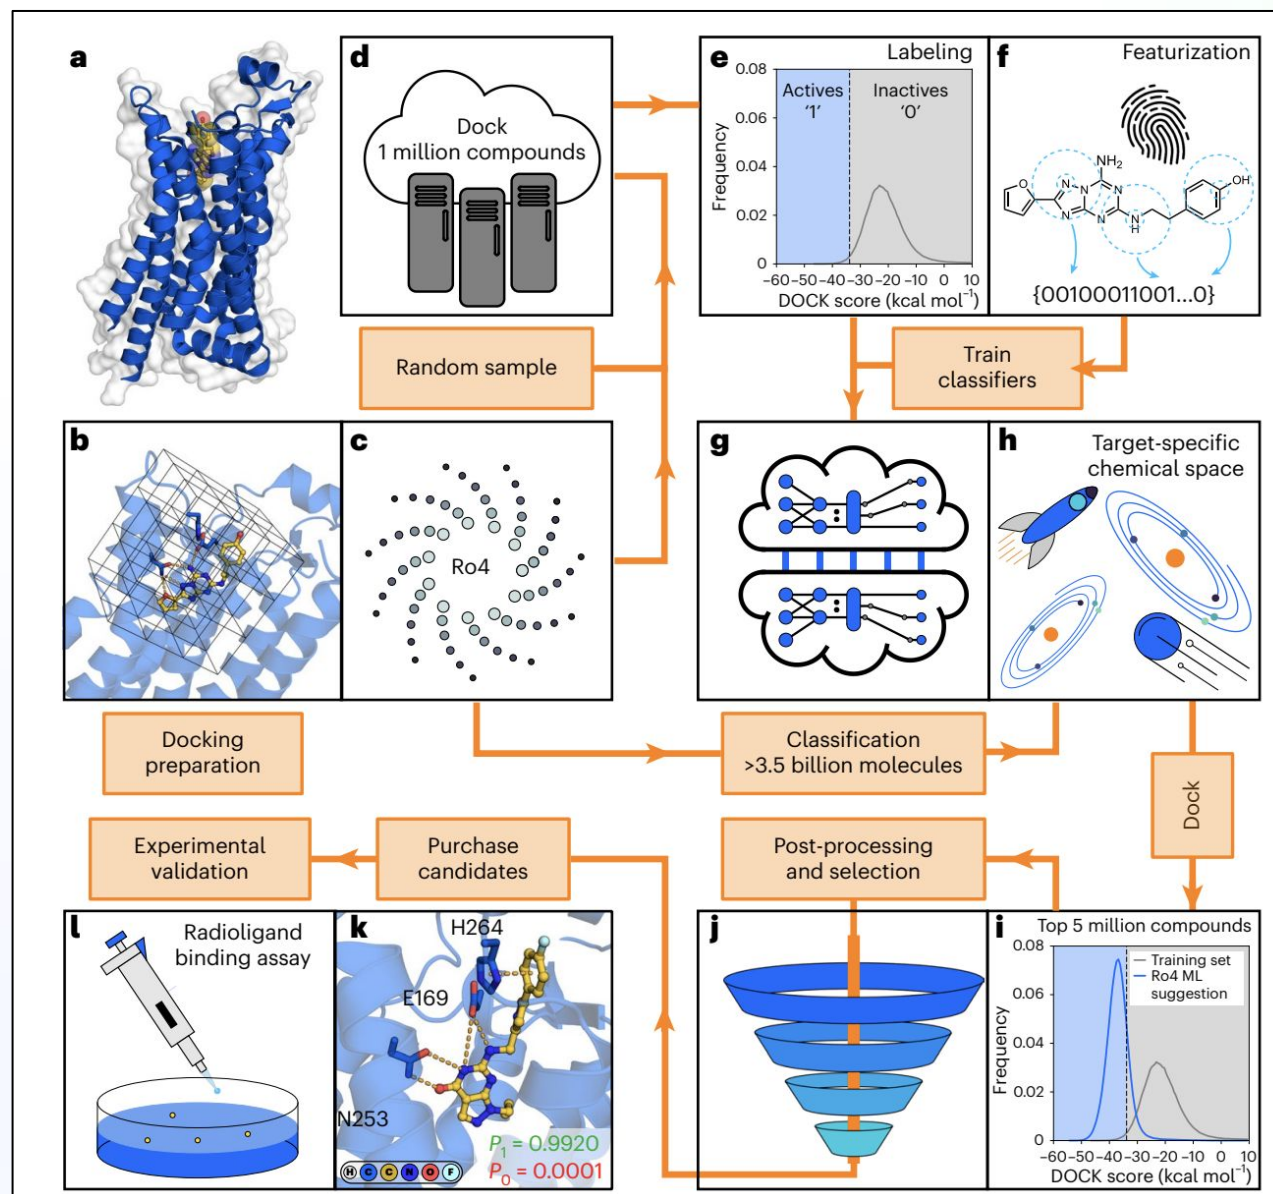 a
d
Dock
1 million compounds
e
Labeling
Frequency
0.08
0.06
0.04
0.02
0
Actives
'1'
Inactives
'0'
−60 −50 −40 −30 −20 −10 0 10
DOCK score (kcal mol⁻¹)
f
Featurization
NH₂
N
N
N
N
N
N
H
OH
O
{00100011001...0}
Random sample
Train
classifiers
b
c
Ro4
g
h
Target-specific
chemical space
Docking
preparation
Classification
>3.5 billion molecules
Dock
Experimental
validation
Purchase
candidates
Post-processing
and selection
l
Radioligand
binding assay
k
H264
E169
N253
H C C N O F
P₁ = 0.9920
P₀ = 0.0001
j
i
Top 5 million compounds
Frequency
0.08
0.06
0.04
0.02
0
Training set
Ro4 ML
suggestion
−60 −50 −40 −30 −20 −10 0 10
DOCK score (kcal mol⁻¹)